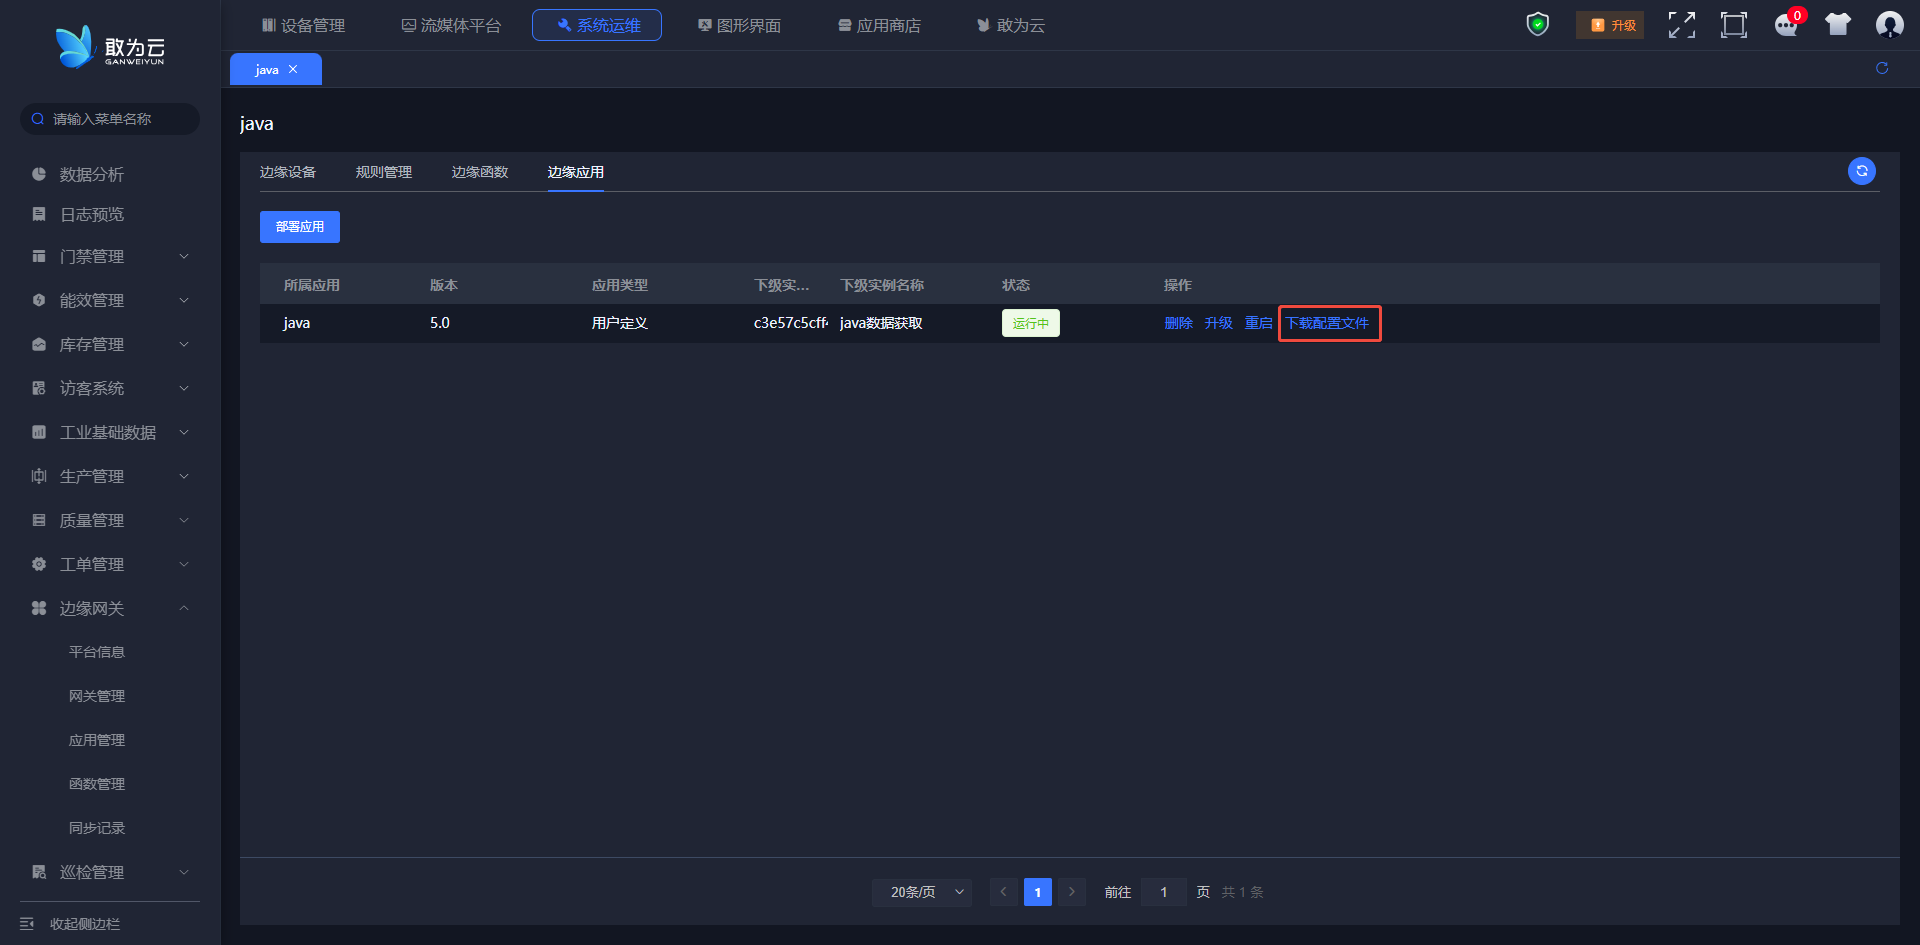 敢为云
GANWEIYUN
设备管理
流媒体平台
系统运维
图形界面
应用商店
敢为云
升级
0
java
请输入菜单名称
数据分析
日志预览
门禁管理
能效管理
库存管理
访客系统
工业基础数据
生产管理
质量管理
工单管理
边缘网关
平台信息
网关管理
应用管理
函数管理
同步记录
巡检管理
收起侧边栏
java
边缘设备
规则管理
边缘函数
边缘应用
部署应用
所属应用 版本 应用类型 下级实... 下级实例名称 状态 操作
java 5.0 用户定义 c3e57c5cff4 java数据获取 运行中 删除 升级 重启 下载配置文件
20条/页 1 前往 1 页 共 1 条